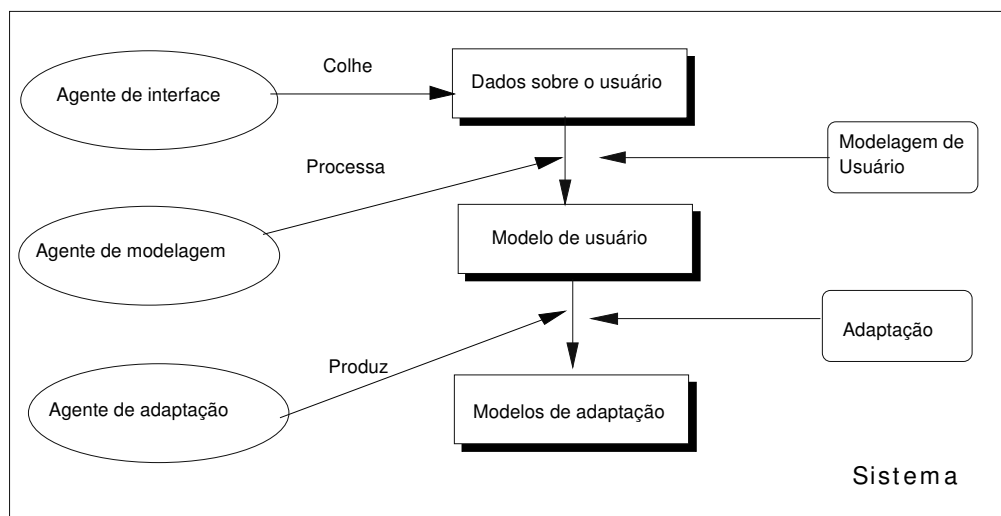 Colhe
Agente de interface
Dados sobre o usuário
Processa
Modelagem de
Usuário
Agente de modelagem
Modelo de usuário
Adaptação
Produz
Agente de adaptação
Modelos de adaptação
Sistema